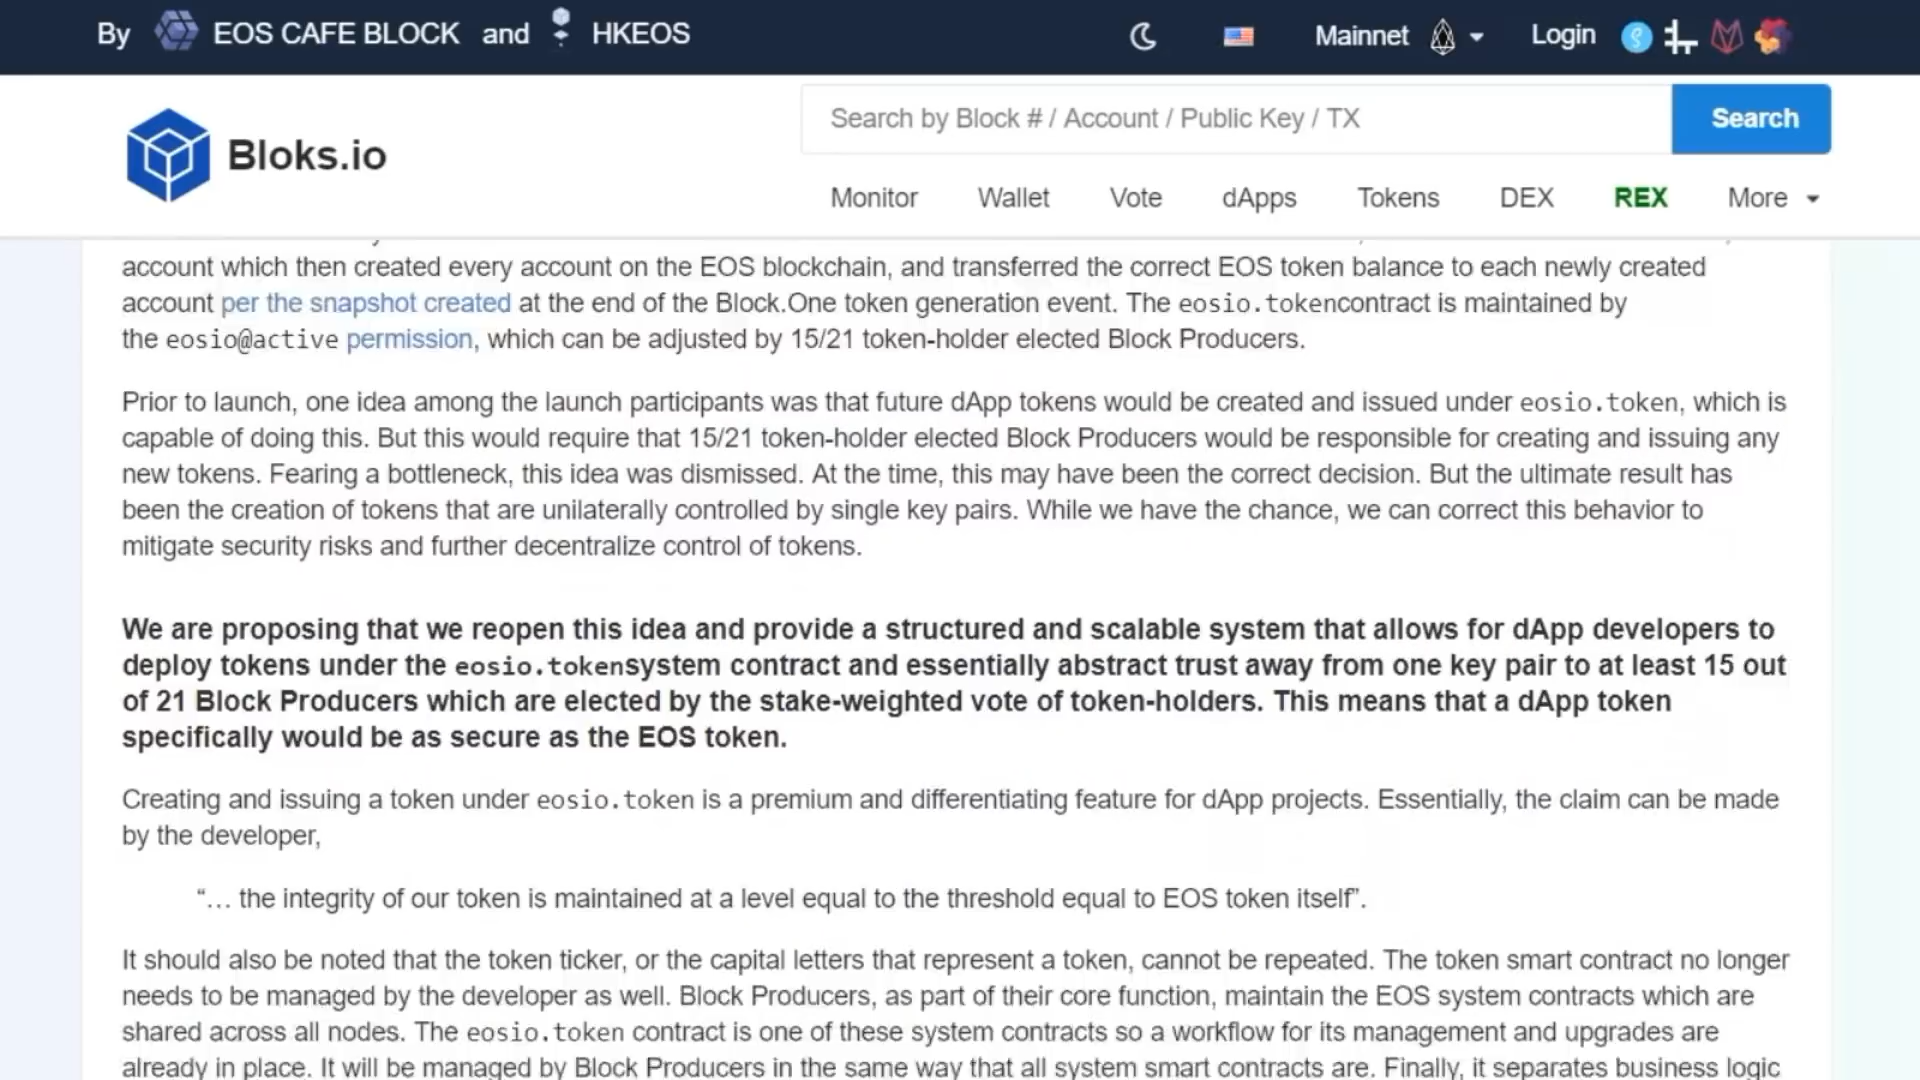 By EOS CAFE BLOCK and HKEOS
Mainnet
Login
Bloks.io
Search by Block # / Account / Public Key / TX
Search
Monitor Wallet Vote dApps Tokens DEX REX More
account which then created every account on the EOS blockchain, and transferred the correct EOS token balance to each newly created
account per the snapshot created at the end of the Block.One token generation event. The eosio.tokencontract is maintained by
the eosio@active permission, which can be adjusted by 15/21 token-holder elected Block Producers.
Prior to launch, one idea among the launch participants was that future dApp tokens would be created and issued under eosio.token, which is
capable of doing this. But this would require that 15/21 token-holder elected Block Producers would be responsible for creating and issuing any
new tokens. Fearing a bottleneck, this idea was dismissed. At the time, this may have been the correct decision. But the ultimate result has
been the creation of tokens that are unilaterally controlled by single key pairs. While we have the chance, we can correct this behavior to
mitigate security risks and further decentralize control of tokens.
We are proposing that we reopen this idea and provide a structured and scalable system that allows for dApp developers to
deploy tokens under the eosio.tokensystem contract and essentially abstract trust away from one key pair to at least 15 out
of 21 Block Producers which are elected by the stake-weighted vote of token-holders. This means that a dApp token
specifically would be as secure as the EOS token.
Creating and issuing a token under eosio.token is a premium and differentiating feature for dApp projects. Essentially, the claim can be made
by the developer,
“… the integrity of our token is maintained at a level equal to the threshold equal to EOS token itself”.
It should also be noted that the token ticker, or the capital letters that represent a token, cannot be repeated. The token smart contract no longer
needs to be managed by the developer as well. Block Producers, as part of their core function, maintain the EOS system contracts which are
shared across all nodes. The eosio.token contract is one of these system contracts so a workflow for its management and upgrades are
already in place. It will be managed by Block Producers in the same way that all system smart contracts are. Finally, it separates business logic